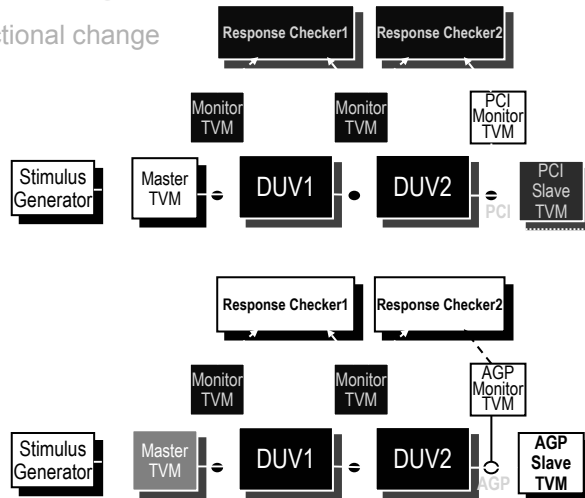 ctional change
Response Checker1
Response Checker2
Monitor
TVM
Monitor
TVM
PCI
Monitor
TVM
Stimulus
Generator
Master
TVM
DUV1
DUV2
PCI
PCI
Slave
TVM
Response Checker1
Response Checker2
Monitor
TVM
Monitor
TVM
AGP
Monitor
TVM
Stimulus
Generator
Master
TVM
DUV1
DUV2
AGP
AGP
Slave
TVM